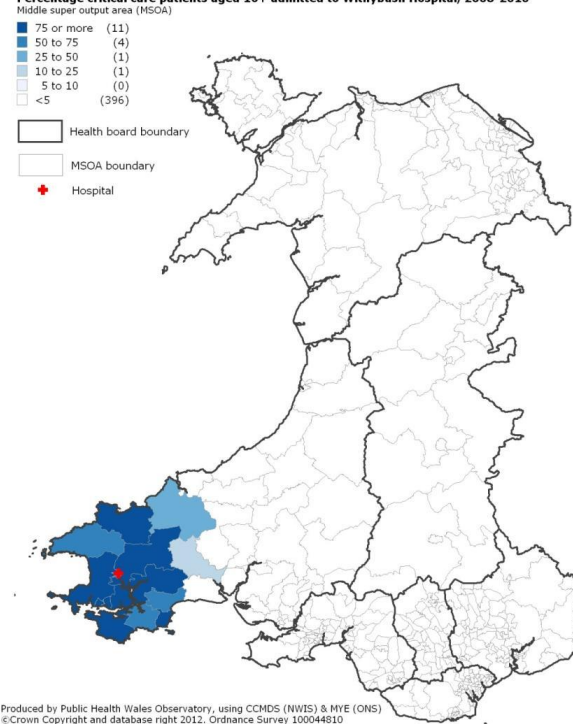 Percentage critical care patients aged 16+ admitted to Withybush Hospital, 2008-2010
Middle super output area (MSOA)
75 or more (11)
50 to 75 (4)
25 to 50 (1)
10 to 25 (1)
5 to 10 (0)
<5 (396)
Health board boundary
MSOA boundary
Hospital
Produced by Public Health Wales Observatory, using CCMDS (NWIS) & MYE (ONS)
©Crown Copyright and database right 2012. Ordnance Survey 100044810